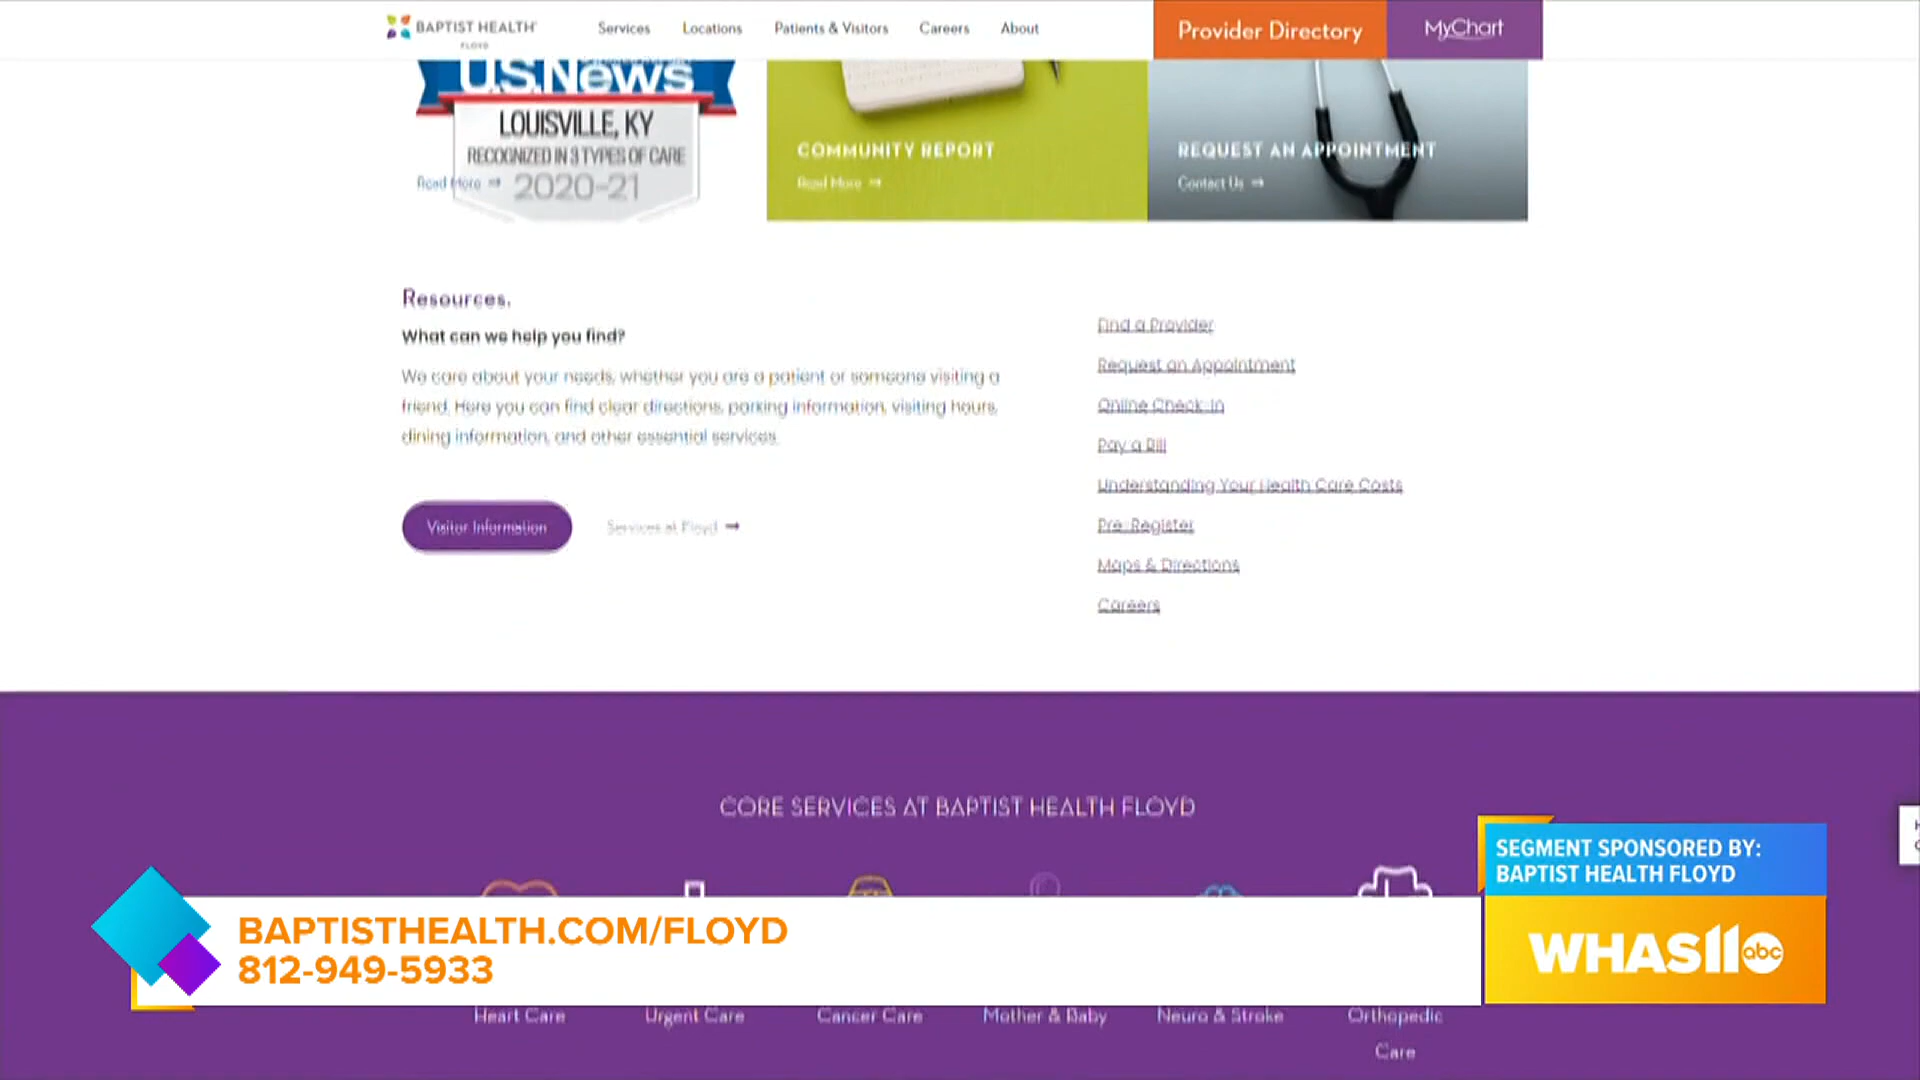 BAPTIST HEALTH
FLOYD
Services
Locations
Patients & Visitors
Careers
About
Provider Directory
MyChart
U.S.News
LOUISVILLE, KY
RECOGNIZED IN 3 TYPES OF CARE
Read More →
2020-21
COMMUNITY REPORT
Read More →
REQUEST AN APPOINTMENT
Contact Us →
Resources.
What can we help you find?
We care about your needs, whether you are a patient or someone visiting a
friend. Here you can find clear directions, parking information, visiting hours,
dining information, and other essential services.
Visitor Information
Services at Floyd →
Find a Provider
Request an Appointment
Online Check-In
Pay a Bill
Understanding Your Health Care Costs
Pre-Register
Maps & Directions
Careers
CORE SERVICES AT BAPTIST HEALTH FLOYD
SEGMENT SPONSORED BY:
BAPTIST HEALTH FLOYD
WHAS11 abc
BAPTISTHEALTH.COM/FLOYD
812-949-5933
Heart Care
Urgent Care
Cancer Care
Mother & Baby
Neuro & Stroke
Orthopedic
Care